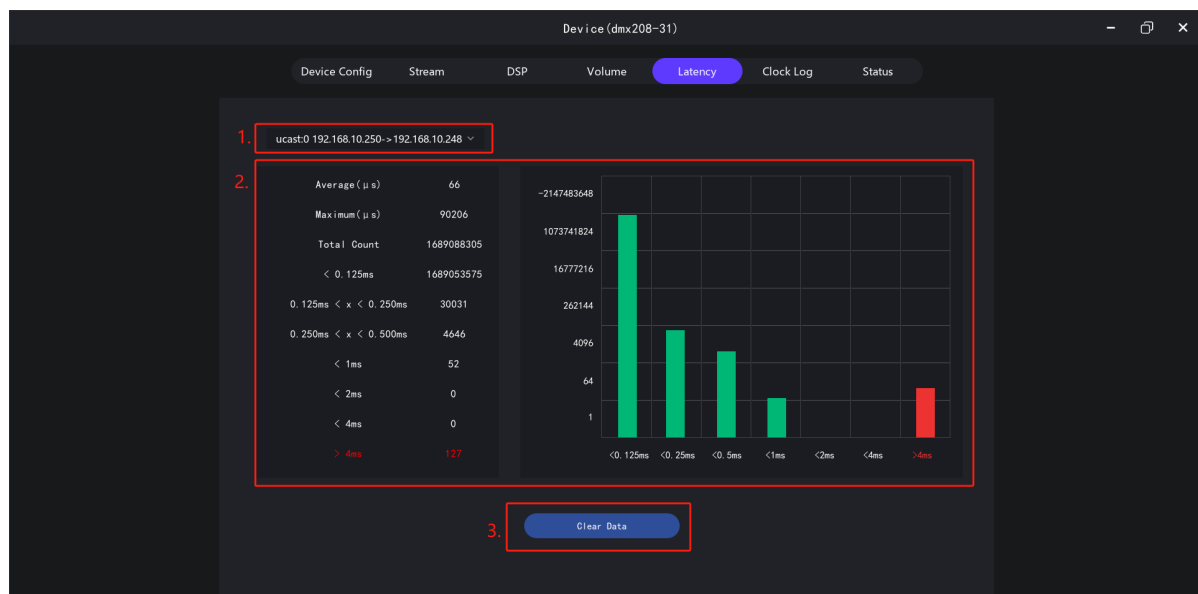 Device(dmx208-31)
Device Config Stream DSP Volume Latency Clock Log Status
1.
ucast:0 192.168.10.250->192.168.10.248
2.
Average(μs) 66
Maximum(μs) 90206
Total Count 1689088305
< 0.125ms 1689053575
0.125ms < x < 0.250ms 30031
0.250ms < x < 0.500ms 4646
< 1ms 52
< 2ms 0
< 4ms 0
> 4ms 127
-2147483648
1073741824
16777216
262144
4096
64
1
<0.125ms <0.25ms <0.5ms <1ms <2ms <4ms >4ms
3.
Clear Data